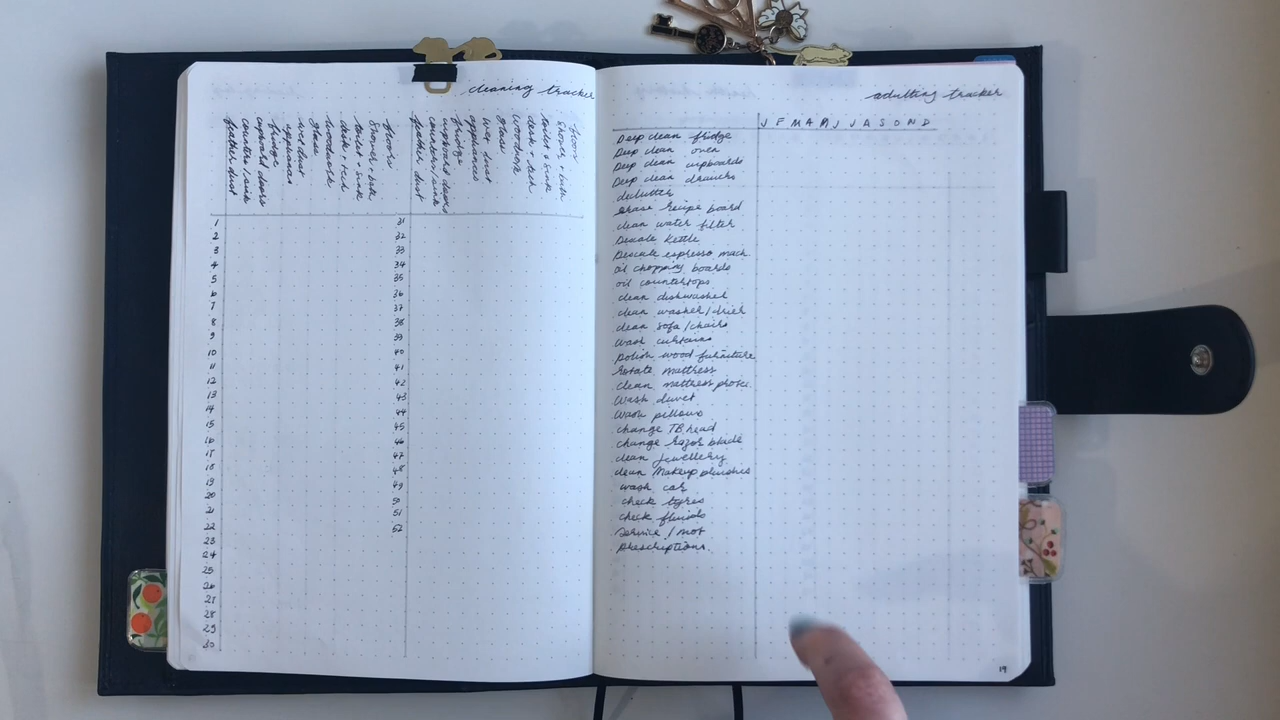 cleaning tracker
feather dust
counters/sink
cupboard doors
fridge
appliances
wet dust
glass
woodwork
desk + tech
toilet + sink
shower + bath
floors
feather dust
counters/sink
cupboard doors
fridge
appliances
wet dust
glass
woodwork
desk + tech
toilet + sink
shower + bath
floors
1
2
3
4
5
6
7
8
9
10
11
12
13
14
15
16
17
18
19
20
21
22
23
24
25
26
27
28
29
30
31
32
33
34
35
36
37
38
39
40
41
42
43
44
45
46
47
48
49
50
51
52
adulting tracker
J F M A M J J A S O N D
Deep clean fridge
Deep clean oven
Deep clean cupboards
Deep clean drawers
declutter
erase recipe board
clean water filter
Descale kettle
Descale espresso mach.
oil chopping boards
oil countertops
clean dishwasher
clean washer/drier
clean sofa/chairs
Wash curtains
polish wood furniture
rotate mattress
clean mattress protec.
Wash duvet
Wash pillows
change TB head
change razor blade
clean jewellery
clean makeup brushes
wash car
check tyres
check fluids
Service / mot
Prescriptions.
19